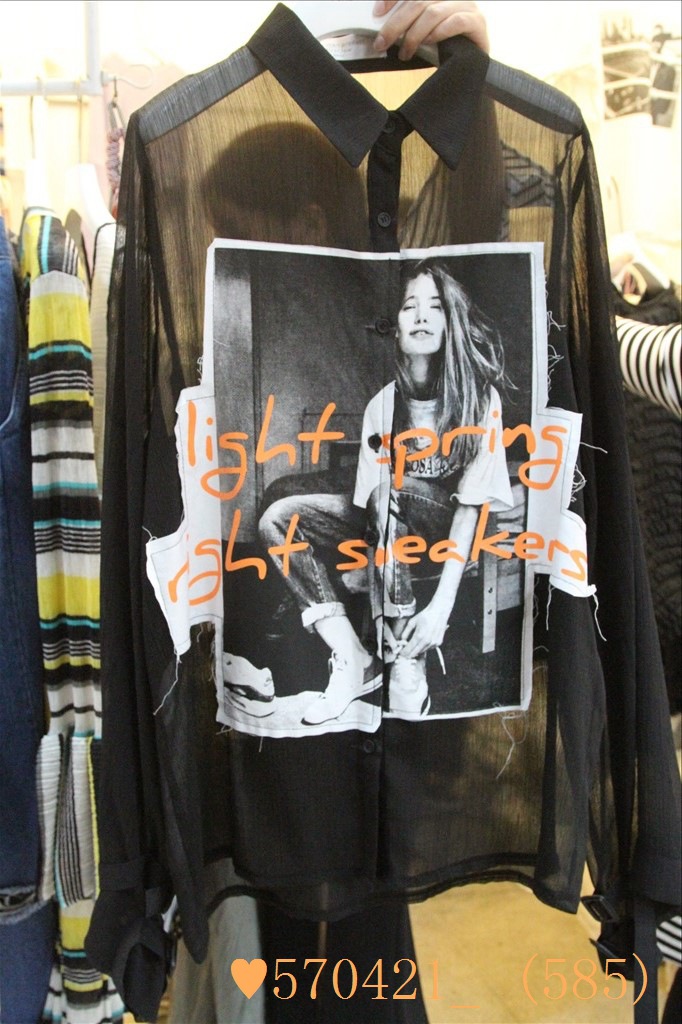 light spring
right sneakers
♥570421_ (585)